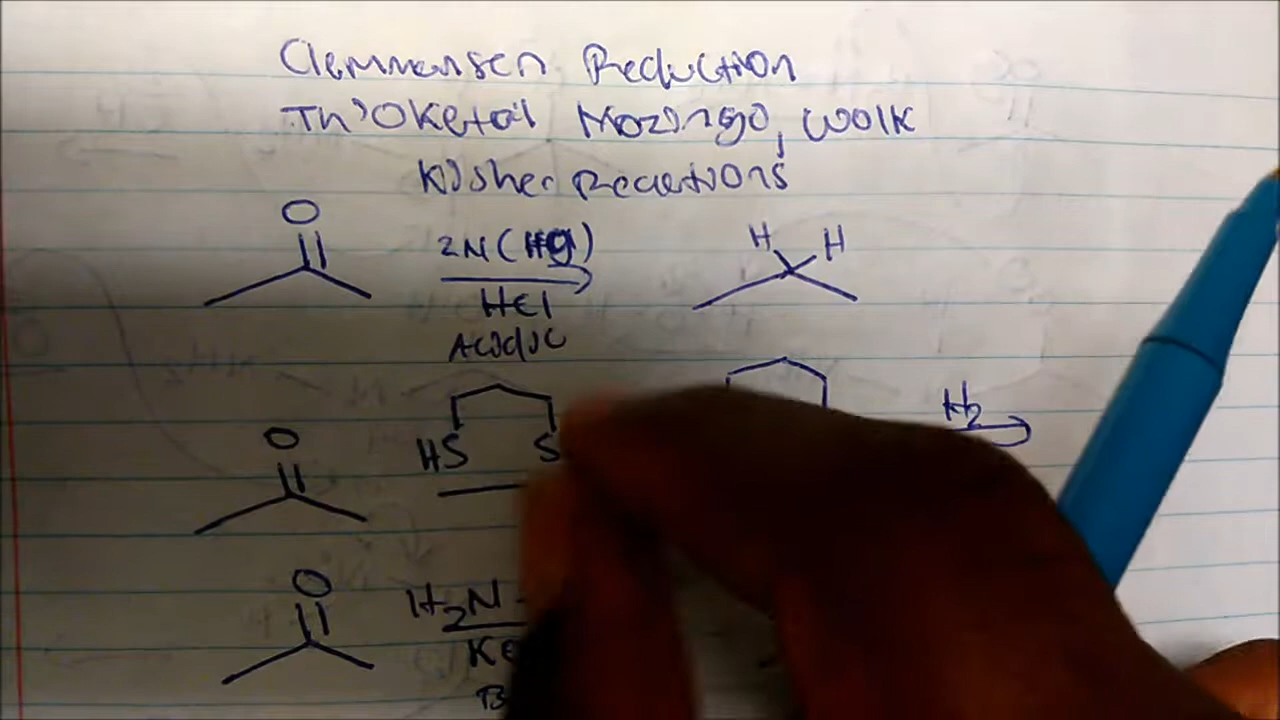 Clemmensen Reduction
Thioketal Mozingo, Wolk
Kisher Reactions
O
ZN (Hg)
HCl
Acidic
H H
O
HS S
H2
O
H2N